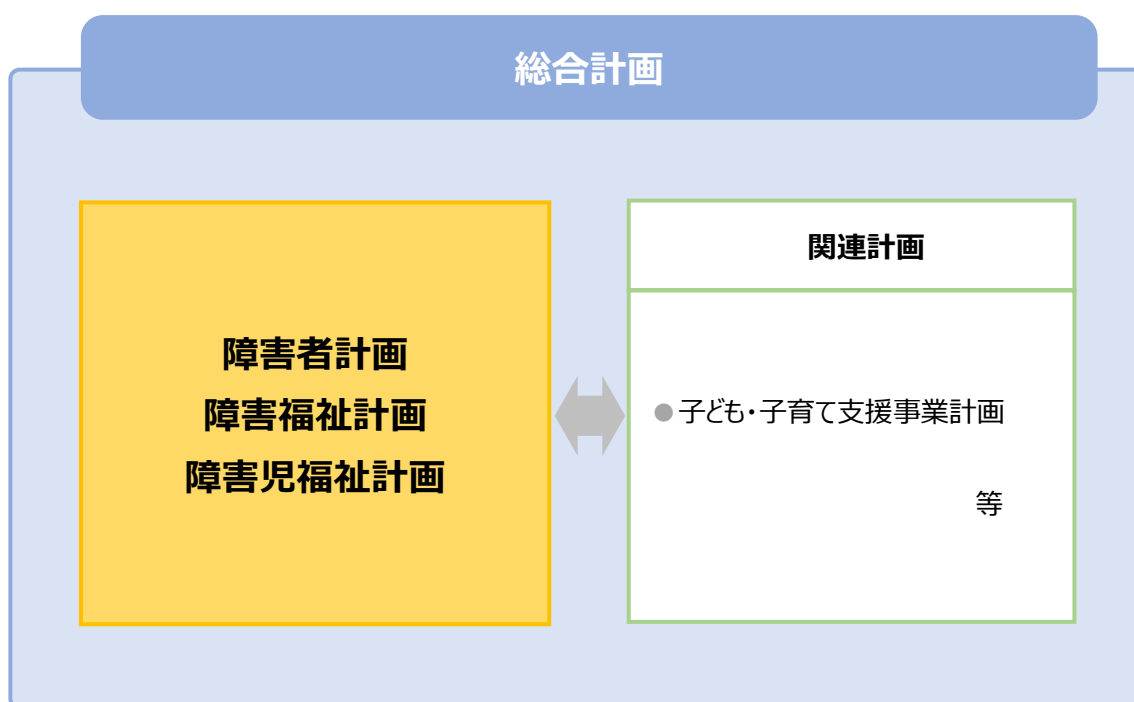 総合計画
障害者計画
障害福祉計画
障害児福祉計画
関連計画
●子ども・子育て支援事業計画
等